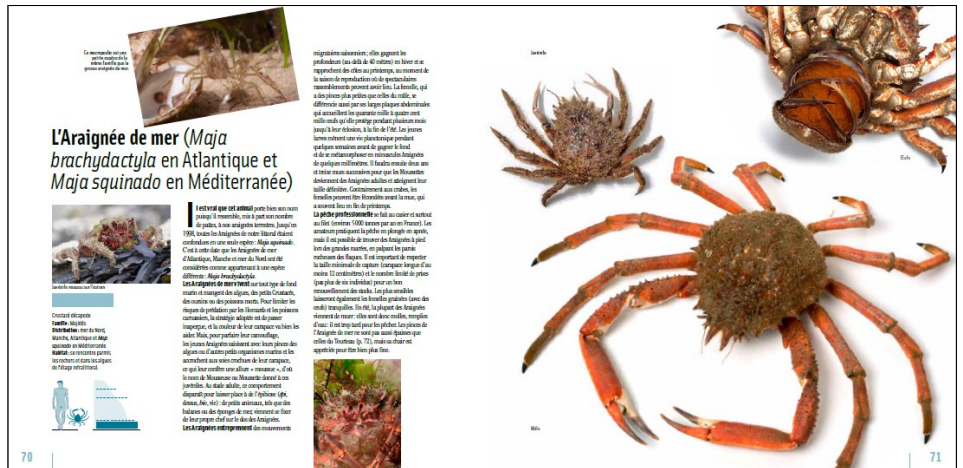 Ce macropodia est une
petite espèce de la
même famille que la
grosse araignée de mer.
L'Araignée de mer (Maja
brachydactyla en Atlantique et
Maja squinado en Méditerranée)
Juvénile moussu sur l'estran
Crustacé décapode
Famille : Majidés
Distribution : mer du Nord,
Manche, Atlantique et Maja
squinado en Méditerranée
Habitat : se rencontre parmi
les rochers et dans les algues
de l'étage infralittoral.
Il est vrai que cet animal porte bien son nom
puisqu'il ressemble, mis à part son nombre
de pattes, à nos araignées terrestres. Jusqu'en
1998, toutes les Araignées de notre littoral étaient
confondues en une seule espèce : Maja squinado.
C'est à cette date que les Araignées de mer
d'Atlantique, Manche et mer du Nord ont été
considérées comme appartenant à une espèce
différente : Maja brachydactyla.
Les Araignées de mer vivent sur tout type de fond
marin et mangent des algues, des petits Crustacés,
des oursins ou des poissons morts. Pour limiter les
risques de prédation par les Homards et les poissons
carnassiers, la stratégie adoptée est de passer
inaperçue, et la couleur de leur carapace va bien les
aider. Mais, pour parfaire leur camouflage,
les jeunes Araignées saisissent avec leurs pinces des
algues ou d'autres petits organismes marins et les
accrochent aux soies crochues de leur carapace,
ce qui leur confère une allure « moussue », d'où
le nom de Mousseuse ou Moussette donné à ces
juvéniles. Au stade adulte, ce comportement
disparaît pour laisser place à de l'épibiose (épi,
dessus, bio, vie) : de petits animaux, tels que des
balanes ou des éponges de mer, viennent se fixer
de leur propre chef sur le dos des Araignées.
Les Araignées entreprennent des mouvements
migratoires saisonniers ; elles gagnent les
profondeurs (au-delà de 40 mètres) en hiver et se
rapprochent des côtes au printemps, au moment de
la saison de reproduction où de spectaculaires
rassemblements peuvent avoir lieu. La femelle, qui
a des pinces plus petites que celles du mâle, se
différencie aussi par ses larges plaques abdominales
qui accueillent les quarante mille à quatre cent
mille œufs qu'elle protège pendant plusieurs mois
jusqu'à leur éclosion, à la fin de l'été. Les jeunes
larves mènent une vie planctonique pendant
quelques semaines avant de gagner le fond
et de se métamorphoser en minuscules Araignées
de quelques millimètres. Il faudra ensuite deux ans
et treize mues successives pour que les Moussettes
deviennent des Araignées adultes et atteignent leur
taille définitive. Contrairement aux crabes, les
femelles peuvent être fécondées avant la mue, qui
a souvent lieu en fin de printemps.
La pêche professionnelle se fait au casier et surtout
au filet (environ 5 000 tonnes par an en France). Les
amateurs pratiquent la pêche en plongée en apnée,
mais il est possible de trouver des Araignées à pied
lors des grandes marées, en palpant les parois
rocheuses des flaques. Il est important de respecter
la taille minimale de capture (carapace longue d'au
moins 12 centimètres) et le nombre limité de prises
(pas plus de six individus) pour un bon
renouvellement des stocks. Les plus sensibles
laisseront également les femelles grainées (avec des
œufs) tranquilles. En été, la plupart des Araignées
viennent de muer : elles sont donc molles, remplies
d'eau : il est trop tard pour les pêcher. Les pinces de
l'Araignée de mer ne sont pas aussi épaisses que
celles du Tourteau (p. 72), mais sa chair est
appréciée pour être bien plus fine.
70
Juvénile
Mâle
71